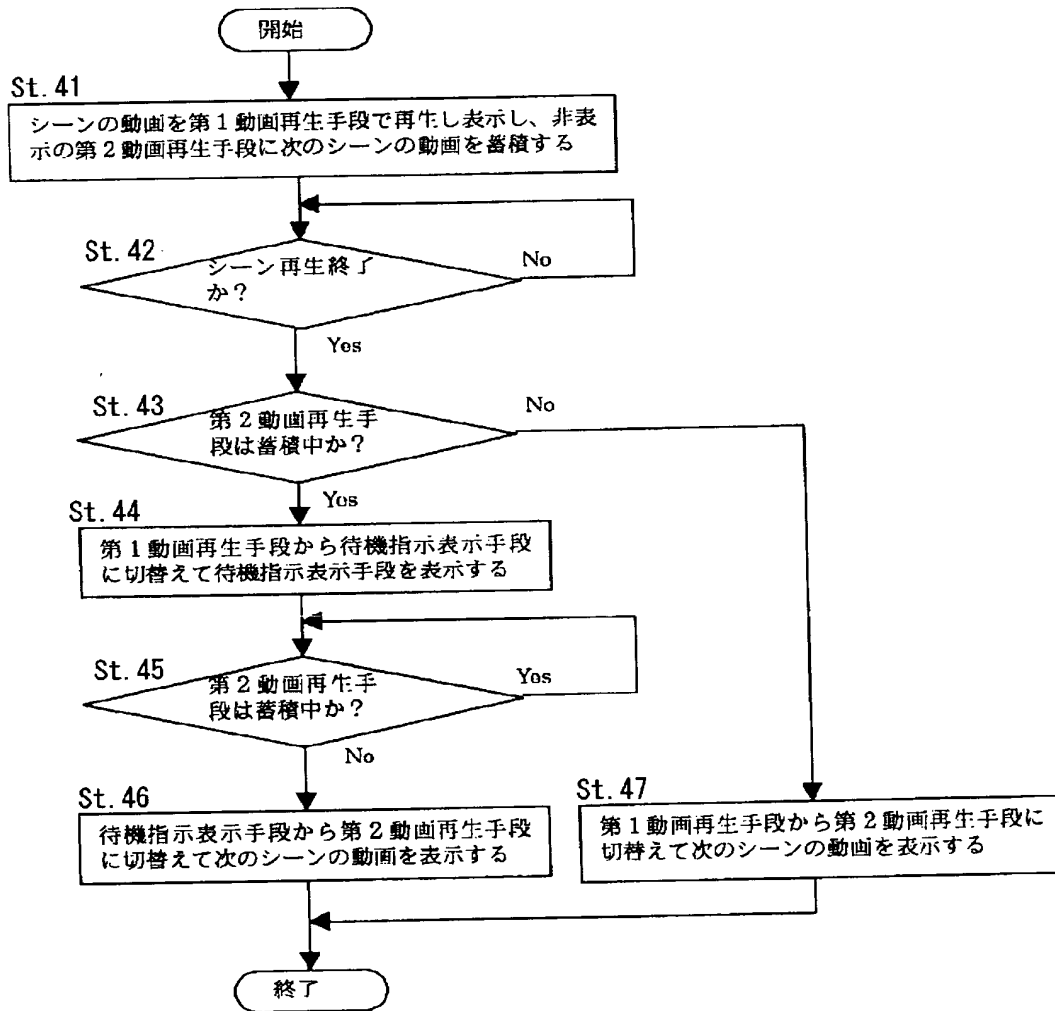 開始
St. 41
シーンの動画を第1動画再生手段で再生し表示し、非表
示の第2動画再生手段に次のシーンの動画を蓄積する
St. 42
シーン再生終了
か?
No
Yes
St. 43
第2動画再生手
段は蓄積中か?
No
Yes
St. 44
第1動画再生手段から待機指示表示手段
に切替えて待機指示表示手段を表示する
St. 45
第2動画再生手
段は蓄積中か?
Yes
No
St. 46
待機指示表示手段から第2動画再生手段
に切替えて次のシーンの動画を表示する
St. 47
第1動画再生手段から第2動画再生手段に
切替えて次のシーンの動画を表示する
終了